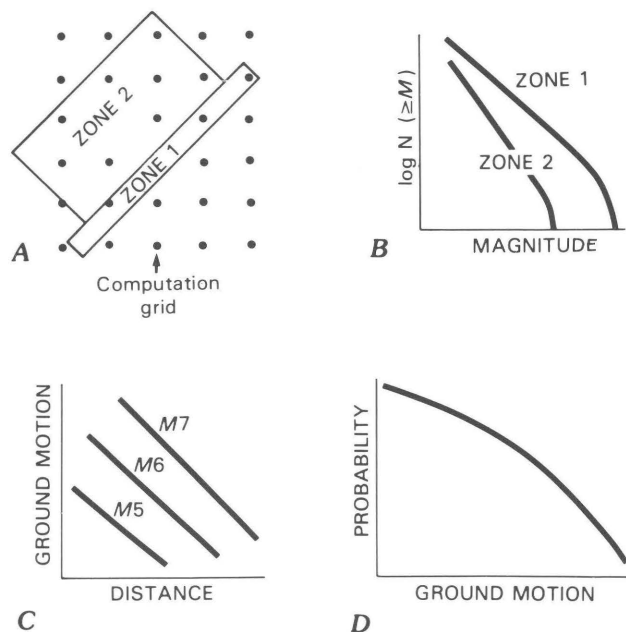 ZONE 2
ZONE 1
A
Computation
grid
log N (≥M)
ZONE 1
ZONE 2
B
MAGNITUDE
GROUND MOTION
M7
M6
M5
C
DISTANCE
PROBABILITY
D
GROUND MOTION